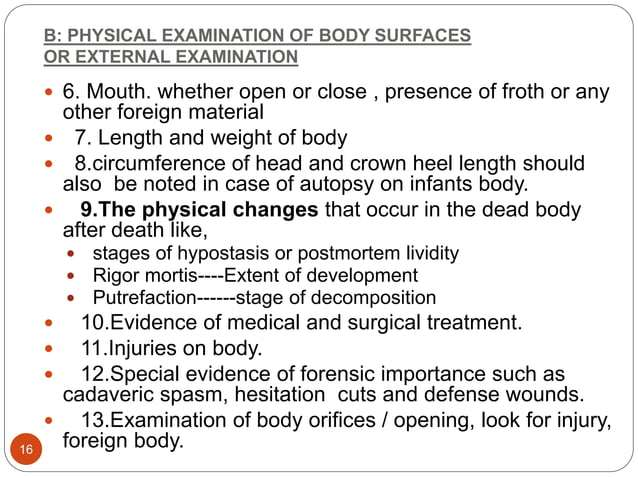 B: PHYSICAL EXAMINATION OF BODY SURFACES
OR EXTERNAL EXAMINATION
• 6. Mouth. whether open or close , presence of froth or any
other foreign material
• 7. Length and weight of body
• 8.circumference of head and crown heel length should
also be noted in case of autopsy on infants body.
• 9.The physical changes that occur in the dead body
after death like,
• stages of hypostasis or postmortem lividity
• Rigor mortis----Extent of development
• Putrefaction------stage of decomposition
• 10.Evidence of medical and surgical treatment.
• 11.Injuries on body.
• 12.Special evidence of forensic importance such as
cadaveric spasm, hesitation cuts and defense wounds.
• 13.Examination of body orifices / opening, look for injury,
foreign body.
16